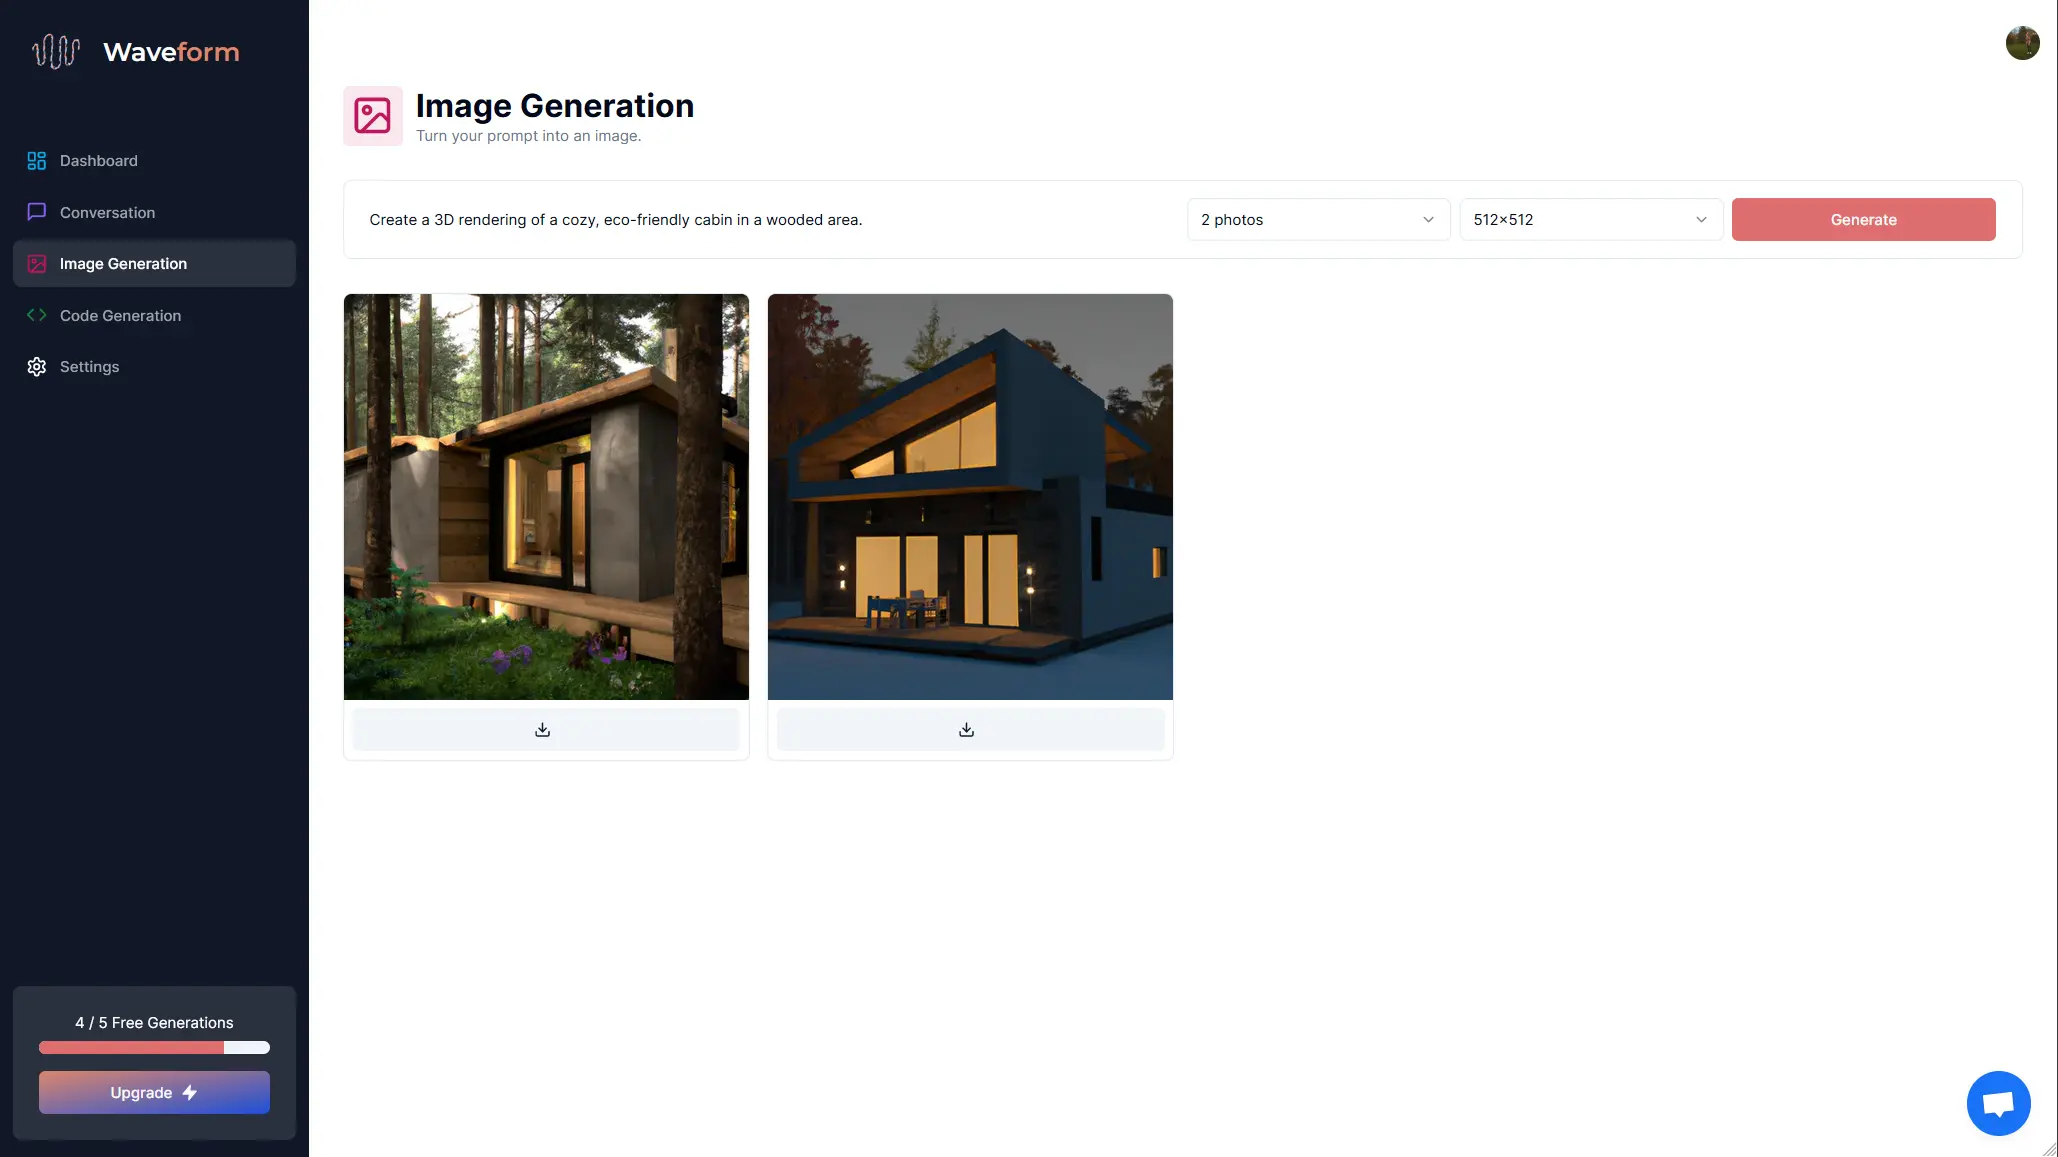 Waveform
Dashboard
Conversation
Image Generation
Code Generation
Settings
4 / 5 Free Generations
Upgrade
Image Generation
Turn your prompt into an image.
Create a 3D rendering of a cozy, eco-friendly cabin in a wooded area.
2 photos
512×512
Generate